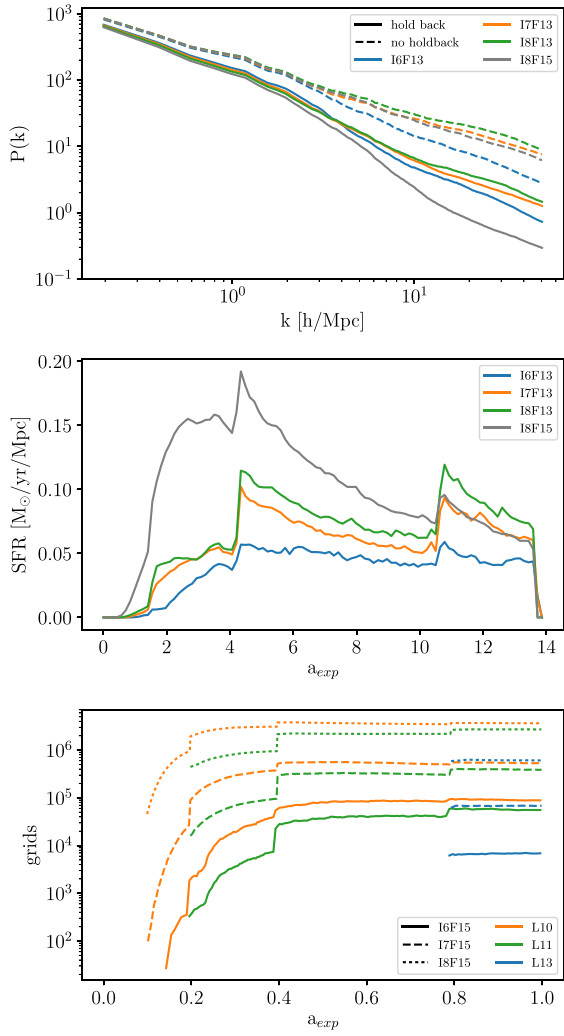 10³
10²
10¹
10⁰
10⁻¹
P(k)
hold back
no holdback
I6F13
I7F13
I8F13
I8F15
10⁰
10¹
k [h/Mpc]
0.20
0.15
0.10
0.05
0.00
SFR [M⊙/yr/Mpc]
I6F13
I7F13
I8F13
I8F15
0 2 4 6 8 10 12 14
a_exp
10⁶
10⁵
10⁴
10³
10²
grids
I6F15
I7F15
I8F15
L10
L11
L13
0.0 0.2 0.4 0.6 0.8 1.0
a_exp